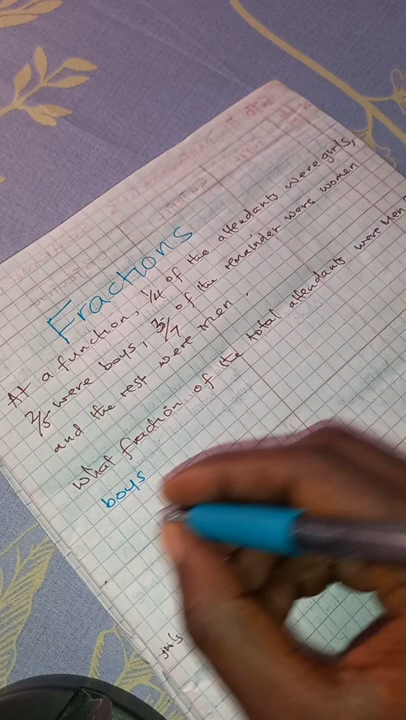 Fractions
At a function, 1/4 of the attendants were girls,
2/5 were boys, 3/7 of the remainder were women
and the rest were men.
What fraction of the total attendants were men?
boys
girls